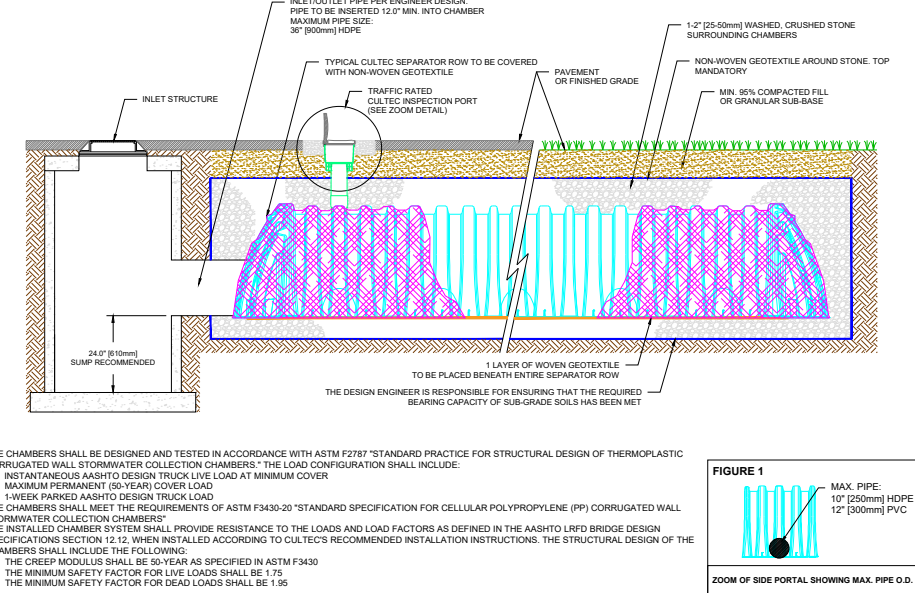 INLET/OUTLET PIPE PER ENGINEER DESIGN.
PIPE TO BE INSERTED 12.0" MIN. INTO CHAMBER
MAXIMUM PIPE SIZE:
36" [900mm] HDPE
1-2" [25-50mm] WASHED, CRUSHED STONE
SURROUNDING CHAMBERS
TYPICAL CULTEC SEPARATOR ROW TO BE COVERED
WITH NON-WOVEN GEOTEXTILE
NON-WOVEN GEOTEXTILE AROUND STONE. TOP
MANDATORY
PAVEMENT
OR FINISHED GRADE
INLET STRUCTURE
TRAFFIC RATED
CULTEC INSPECTION PORT
(SEE ZOOM DETAIL)
MIN. 95% COMPACTED FILL
OR GRANULAR SUB-BASE
24.0" [610mm]
SUMP RECOMMENDED
1 LAYER OF WOVEN GEOTEXTILE
TO BE PLACED BENEATH ENTIRE SEPARATOR ROW
THE DESIGN ENGINEER IS RESPONSIBLE FOR ENSURING THAT THE REQUIRED
BEARING CAPACITY OF SUB-GRADE SOILS HAS BEEN MET
E CHAMBERS SHALL BE DESIGNED AND TESTED IN ACCORDANCE WITH ASTM F2787 "STANDARD PRACTICE FOR STRUCTURAL DESIGN OF THERMOPLASTIC
RRUGATED WALL STORMWATER COLLECTION CHAMBERS." THE LOAD CONFIGURATION SHALL INCLUDE:
INSTANTANEOUS AASHTO DESIGN TRUCK LIVE LOAD AT MINIMUM COVER
MAXIMUM PERMANENT (50-YEAR) COVER LOAD
1-WEEK PARKED AASHTO DESIGN TRUCK LOAD
E CHAMBERS SHALL MEET THE REQUIREMENTS OF ASTM F3430-20 "STANDARD SPECIFICATION FOR CELLULAR POLYPROPYLENE (PP) CORRUGATED WALL
ORMWATER COLLECTION CHAMBERS"
E INSTALLED CHAMBER SYSTEM SHALL PROVIDE RESISTANCE TO THE LOADS AND LOAD FACTORS AS DEFINED IN THE AASHTO LRFD BRIDGE DESIGN
ECIFICATIONS SECTION 12.12, WHEN INSTALLED ACCORDING TO CULTEC'S RECOMMENDED INSTALLATION INSTRUCTIONS. THE STRUCTURAL DESIGN OF THE
AMBERS SHALL INCLUDE THE FOLLOWING:
THE CREEP MODULUS SHALL BE 50-YEAR AS SPECIFIED IN ASTM F3430
THE MINIMUM SAFETY FACTOR FOR LIVE LOADS SHALL BE 1.75
THE MINIMUM SAFETY FACTOR FOR DEAD LOADS SHALL BE 1.95
FIGURE 1
MAX. PIPE:
10" [250mm] HDPE
12" [300mm] PVC
ZOOM OF SIDE PORTAL SHOWING MAX. PIPE O.D.